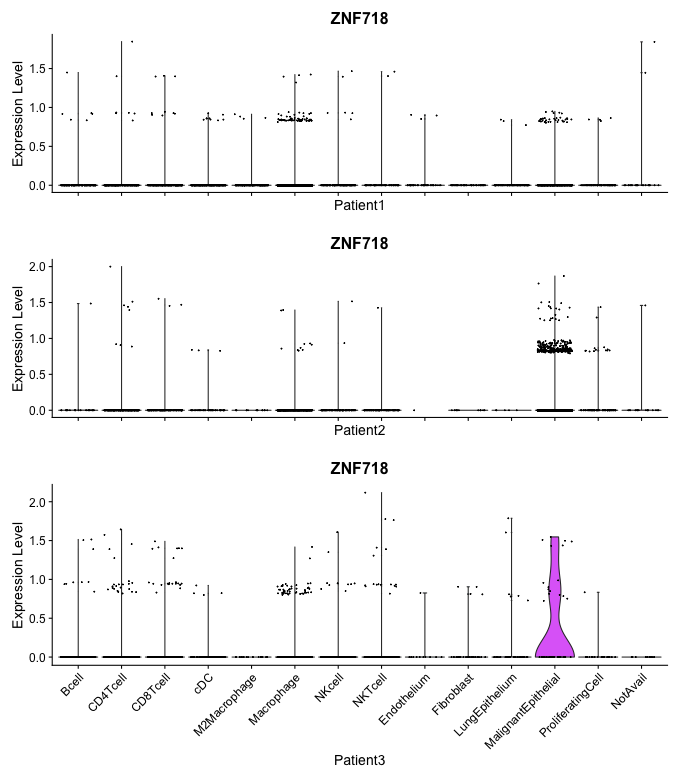 ZNF718
Expression Level
1.5
1.0
0.5
0.0
Patient1
ZNF718
Expression Level
2.0
1.5
1.0
0.5
0.0
Patient2
ZNF718
Expression Level
2.0
1.5
1.0
0.5
0.0
Bcell
CD4Tcell
CD8Tcell
cDC
M2Macrophage
Macrophage
NKcell
NKTcell
Endothelium
Fibroblast
LungEpithelium
MalignantEpithelial
ProliferatingCell
NotAvail
Patient3